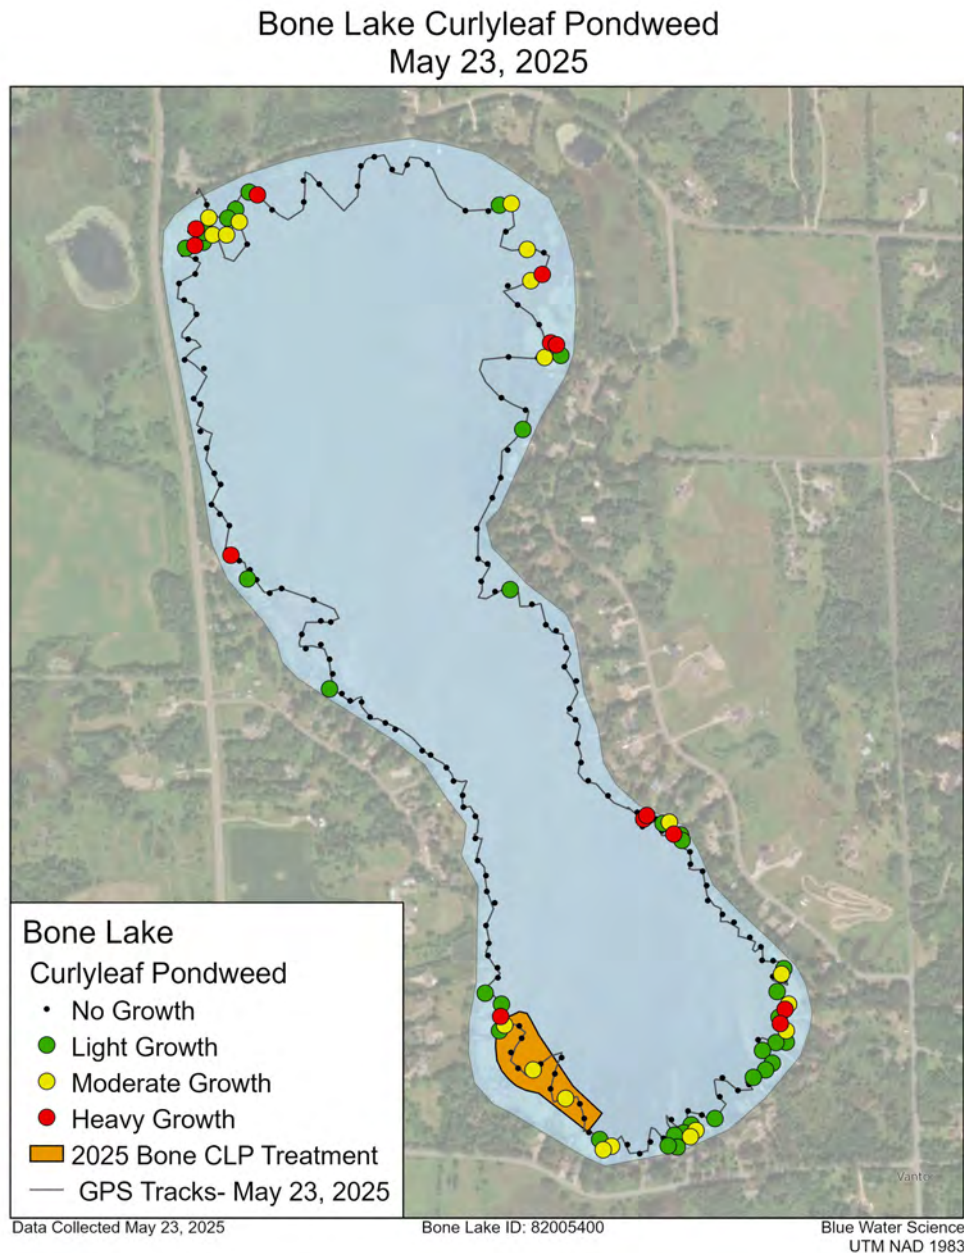 Bone Lake Curlyleaf Pondweed
May 23, 2025
Bone Lake
Curlyleaf Pondweed
No Growth
Light Growth
Moderate Growth
Heavy Growth
2025 Bone CLP Treatment
GPS Tracks- May 23, 2025
Vanto
Data Collected May 23, 2025
Bone Lake ID: 82005400
Blue Water Science
UTM NAD 1983